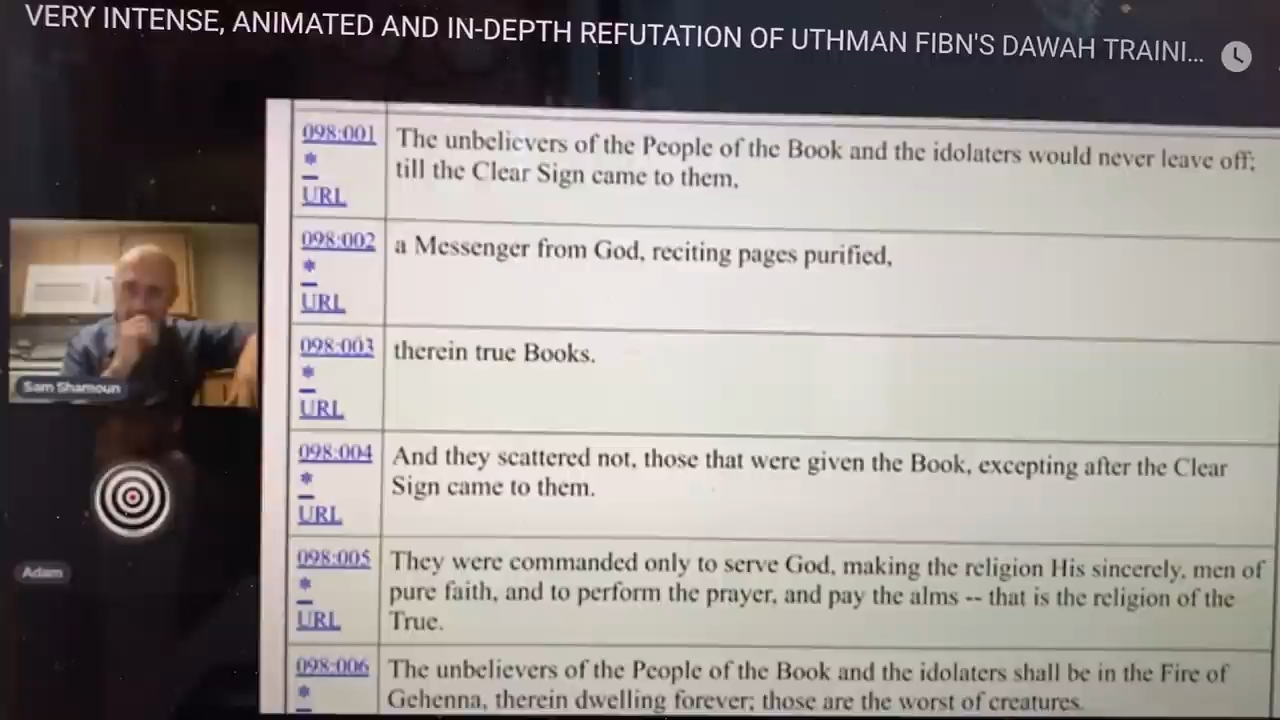 VERY INTENSE, ANIMATED AND IN-DEPTH REFUTATION OF UTHMAN FIBN'S DAWAH TRAINI...
098:001
*
URL
The unbelievers of the People of the Book and the idolaters would never leave off;
till the Clear Sign came to them,
098:002
*
URL
a Messenger from God, reciting pages purified,
098:003
*
URL
therein true Books.
098:004
*
URL
And they scattered not, those that were given the Book, excepting after the Clear
Sign came to them.
098:005
*
URL
They were commanded only to serve God, making the religion His sincerely, men of
pure faith, and to perform the prayer, and pay the alms -- that is the religion of the
True.
098:006
*
The unbelievers of the People of the Book and the idolaters shall be in the Fire of
Gehenna, therein dwelling forever; those are the worst of creatures.
Sam Shamoun
Adam